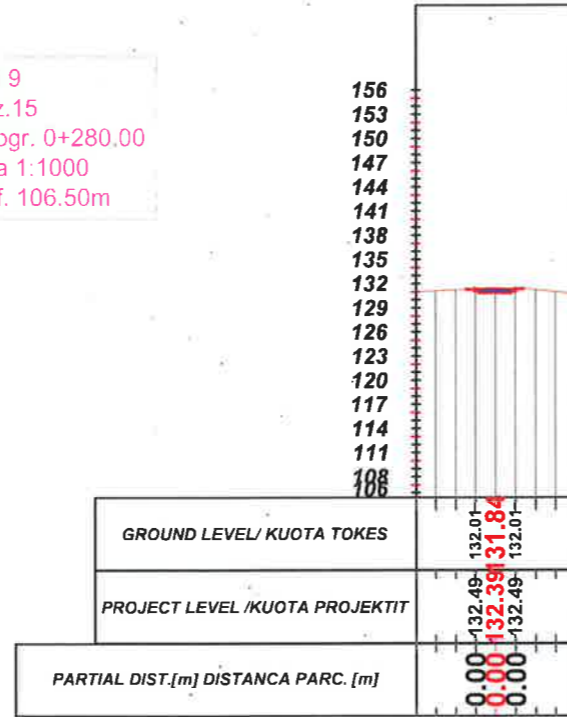 9
z.15
ogr. 0+280.00
a 1:1000
f. 106.50m
156
153
150
147
144
141
138
135
132
129
126
123
120
117
114
111
108
106
GROUND LEVEL/ KUOTA TOKES
132.01 131.84 132.01
PROJECT LEVEL /KUOTA PROJEKTIT
132.49 132.39 132.49
PARTIAL DIST.[m] DISTANCA PARC. [m]
0.00 0.00 0.00